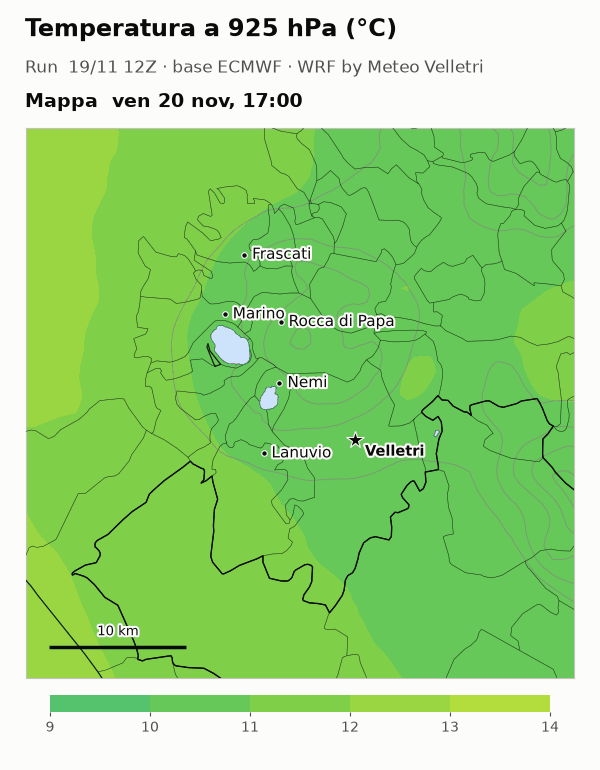 Temperatura a 925 hPa (°C)
Run  19/11 12Z · base ECMWF · WRF by Meteo Velletri
Mappa  ven 20 nov, 17:00
Frascati
Marino
Rocca di Papa
Nemi
Velletri
Lanuvio
10 km
9 10 11 12 13 14